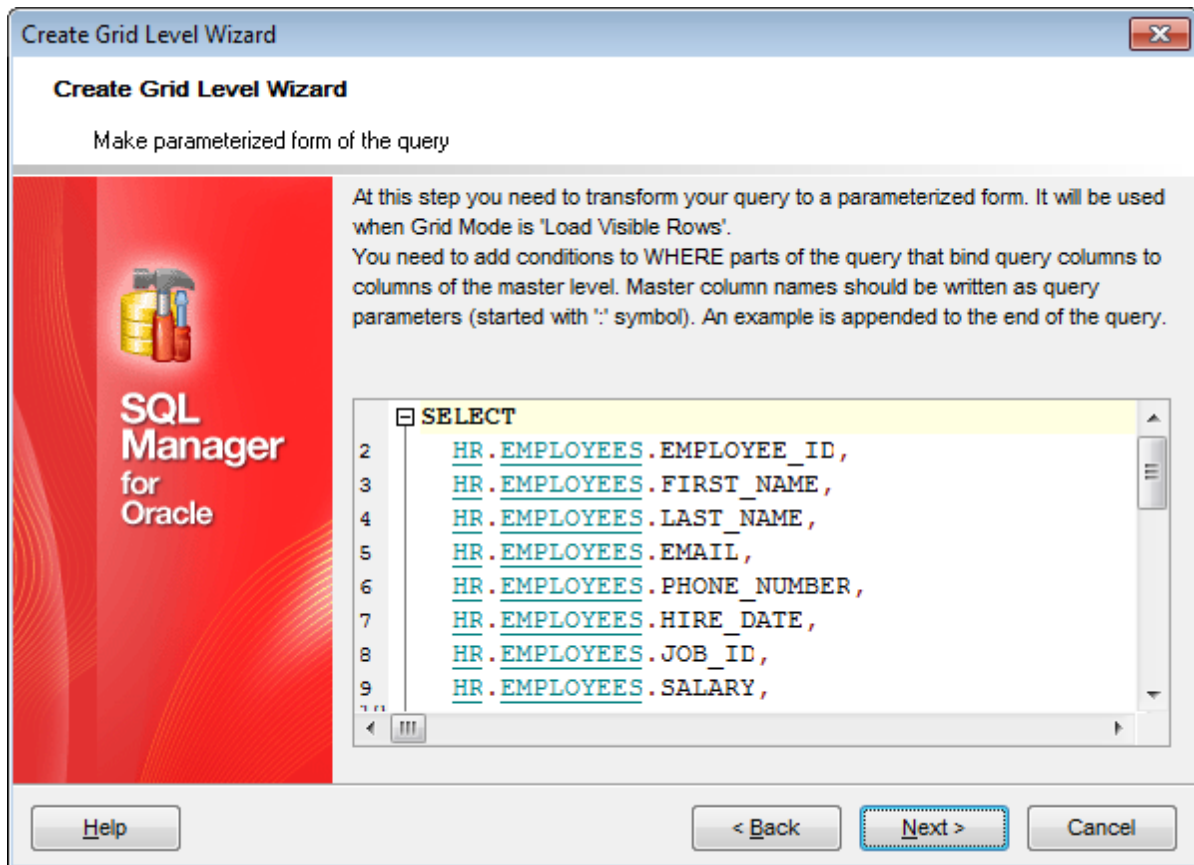 Create Grid Level Wizard
Create Grid Level Wizard
Make parameterized form of the query
At this step you need to transform your query to a parameterized form. It will be used
when Grid Mode is 'Load Visible Rows'.
You need to add conditions to WHERE parts of the query that bind query columns to
columns of the master level. Master column names should be written as query
parameters (started with ':' symbol). An example is appended to the end of the query.
SQL
Manager
for
Oracle
SELECT
2 HR.EMPLOYEES.EMPLOYEE_ID,
3 HR.EMPLOYEES.FIRST_NAME,
4 HR.EMPLOYEES.LAST_NAME,
5 HR.EMPLOYEES.EMAIL,
6 HR.EMPLOYEES.PHONE_NUMBER,
7 HR.EMPLOYEES.HIRE_DATE,
8 HR.EMPLOYEES.JOB_ID,
9 HR.EMPLOYEES.SALARY,
Help
< Back
Next >
Cancel